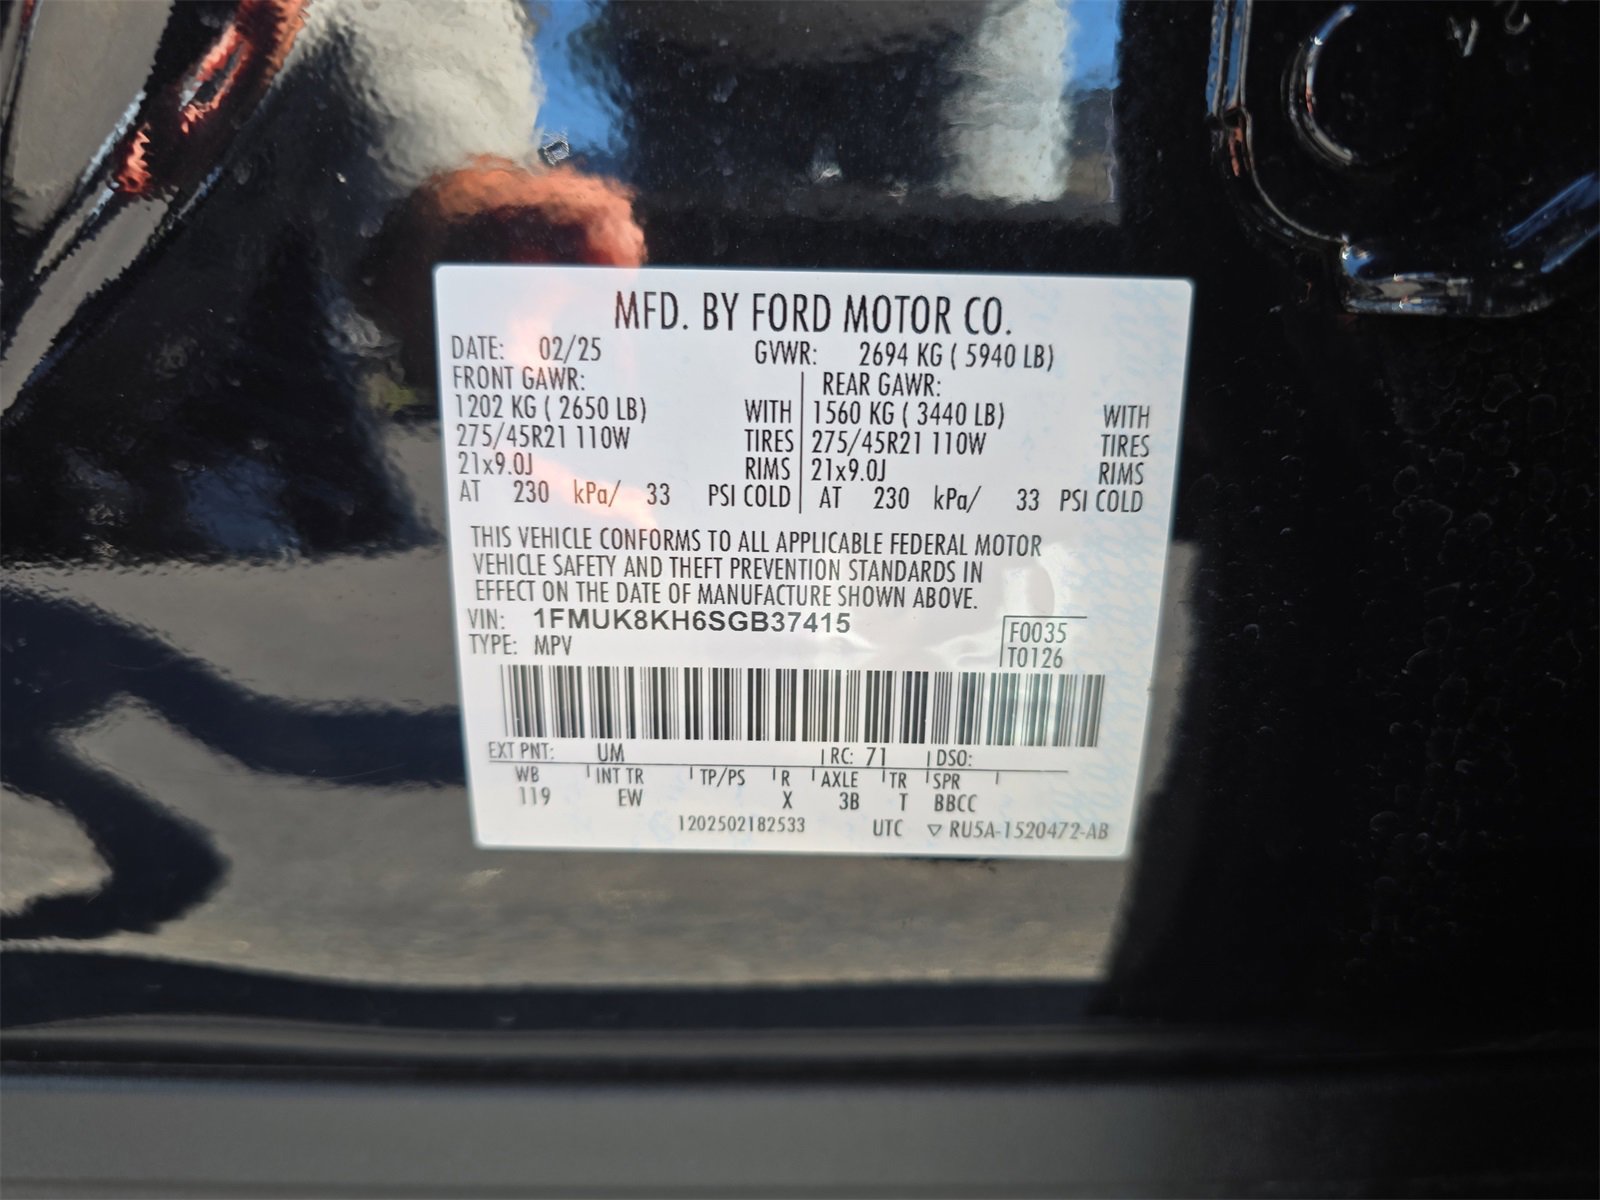 MFD. BY FORD MOTOR CO.
DATE: 02/25 GVWR: 2694 KG ( 5940 LB)
FRONT GAWR: REAR GAWR:
1202 KG ( 2650 LB) WITH 1560 KG ( 3440 LB) WITH
275/45R21 110W TIRES 275/45R21 110W TIRES
21x9.0J RIMS 21x9.0J RIMS
AT 230 kPa/ 33 PSI COLD AT 230 kPa/ 33 PSI COLD
THIS VEHICLE CONFORMS TO ALL APPLICABLE FEDERAL MOTOR
VEHICLE SAFETY AND THEFT PREVENTION STANDARDS IN
EFFECT ON THE DATE OF MANUFACTURE SHOWN ABOVE.
VIN: 1FMUK8KH6SGB37415 F0035
TYPE: MPV T0126
EXT PNT: UM RC: 71 DSO:
WB INT TR TP/PS R AXLE TR SPR
119 EW X 3B T BBCC
1202502182533 UTC ▽ RU5A-1520472-AB